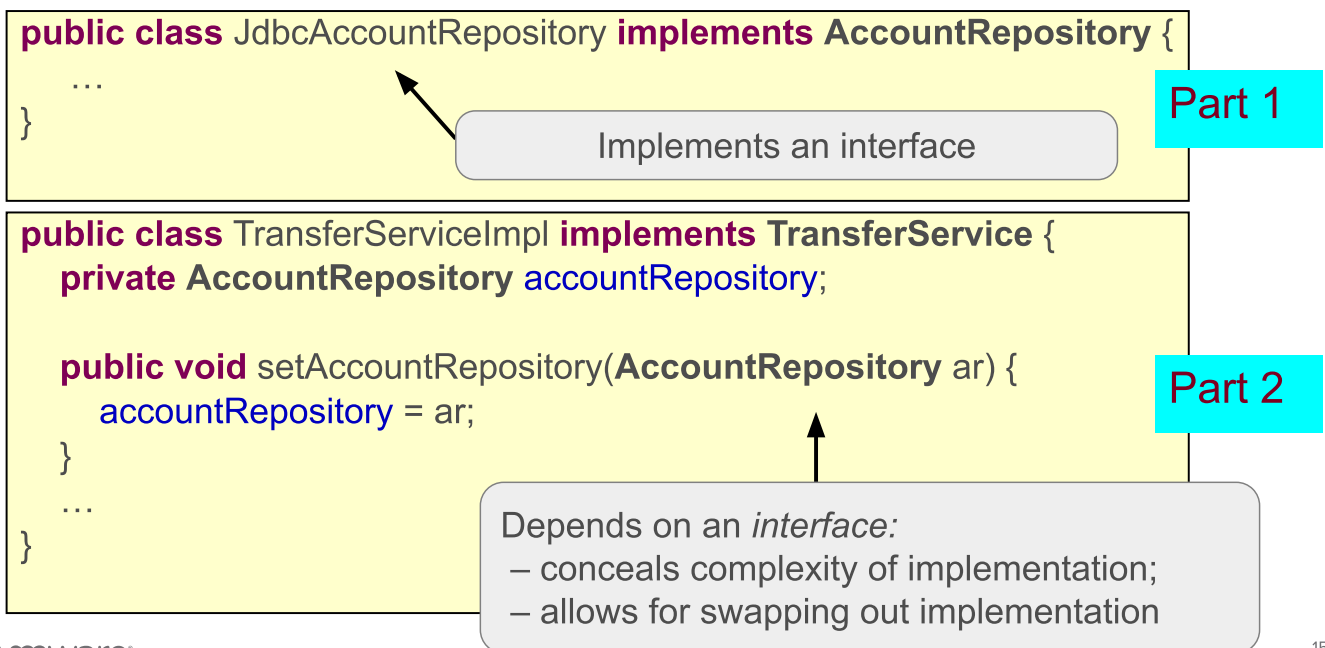 public class JdbcAccountRepository implements AccountRepository {
…
}
Implements an interface
Part 1
public class TransferServiceImpl implements TransferService {
private AccountRepository accountRepository;
public void setAccountRepository(AccountRepository ar) {
accountRepository = ar;
}
…
}
Part 2
Depends on an interface:
– conceals complexity of implementation;
– allows for swapping out implementation
15